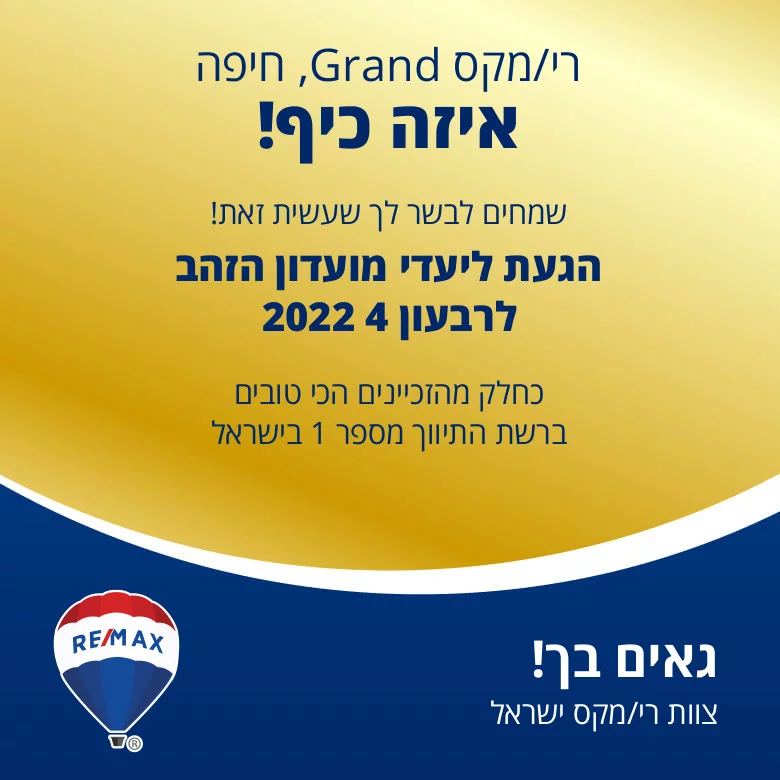 רי/מקס Grand, חיפה
איזה כיף!
שמחים לבשר לך שעשית זאת!
הגעת ליעדי מועדון הזהב
לרבעון 4 2022
כחלק מהזכיינים הכי טובים
ברשת התיווך מספר 1 בישראל
RE/MAX
®
גאים בך!
צוות רי/מקס ישראל